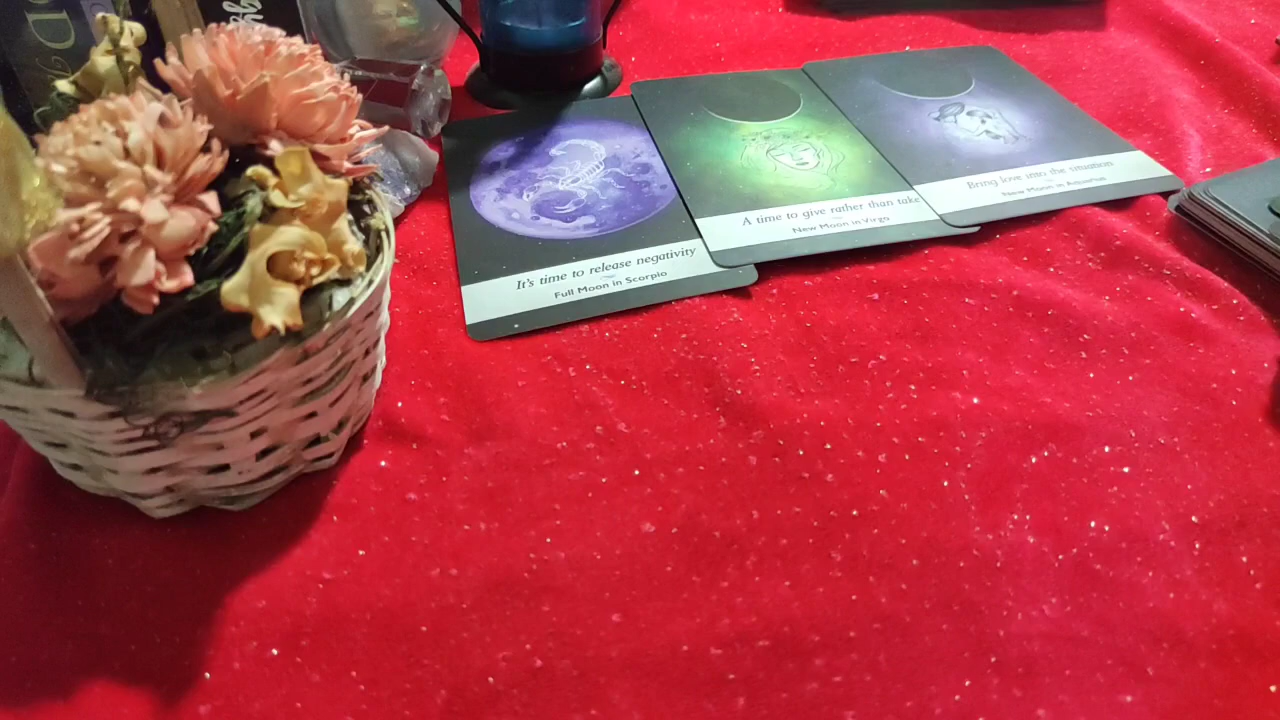 It's time to release negativity
Full Moon in Scorpio
A time to give rather than take
New Moon in Virgo
Bring love into the situation
New Moon in Aquarius